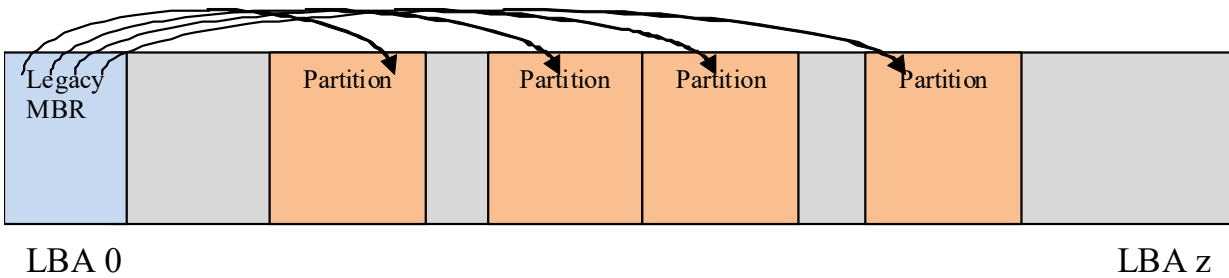 Legacy
MBR
Partition
Partition
Partition
Partition
LBA 0
LBA z